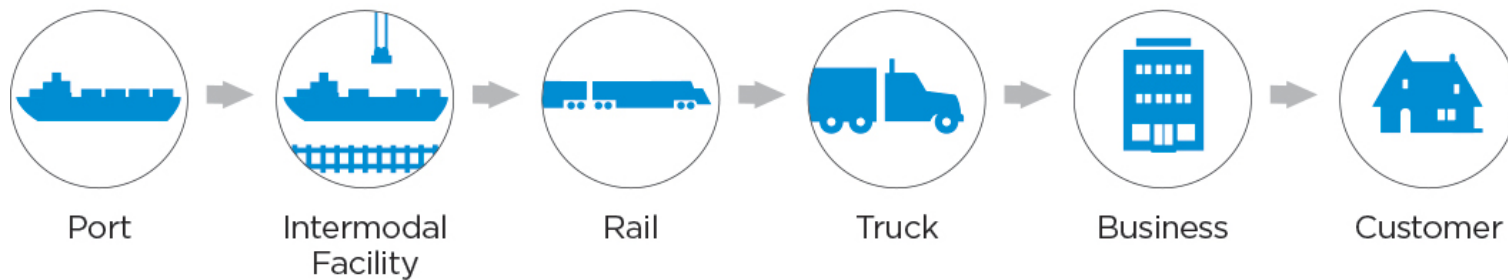 Port
Intermodal
Facility
Rail
Truck
Business
Customer